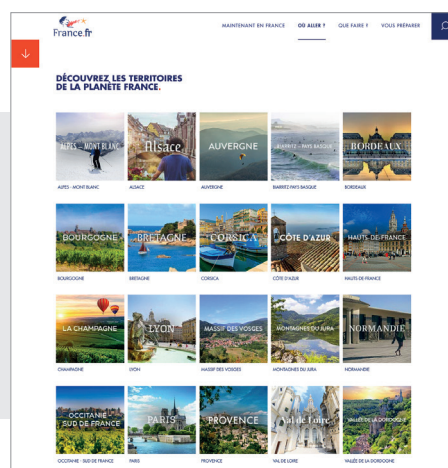 France.fr
MAINTENANT EN FRANCE
OÙ ALLER ?
QUE FAIRE ?
VOUS PRÉPARER
DÉCOUVREZ LES TERRITOIRES
DE LA PLANÈTE FRANCE.
ALPES – MONT BLANC
Alsace
AUVERGNE
BIARRITZ – PAYS BASQUE
BORDEAUX
ALPES - MONT BLANC
ALSACE
AUVERGNE
BIARRITZ-PAYS BASQUE
BORDEAUX
BOURGOGNE
BRETAGNE
CORSICA
CÔTE D'AZUR
HAUTS-DE-FRANCE
BOURGOGNE
BRETAGNE
CORSICA
CÔTE D'AZUR
HAUTS-DE-FRANCE
LA CHAMPAGNE
LYON
MASSIF DES VOSGES
MONTAGNES DU JURA
NORMANDIE
CHAMPAGNE
LYON
MASSIF DES VOSGES
MONTAGNES DU JURA
NORMANDIE
OCCITANIE –
SUD DE FRANCE
PARIS
PROVENCE
Val de Loire
VALLÉE DE LA DORDOGNE
OCCITANIE - SUD DE FRANCE
PARIS
PROVENCE
VAL DE LOIRE
VALLÉE DE LA DORDOGNE